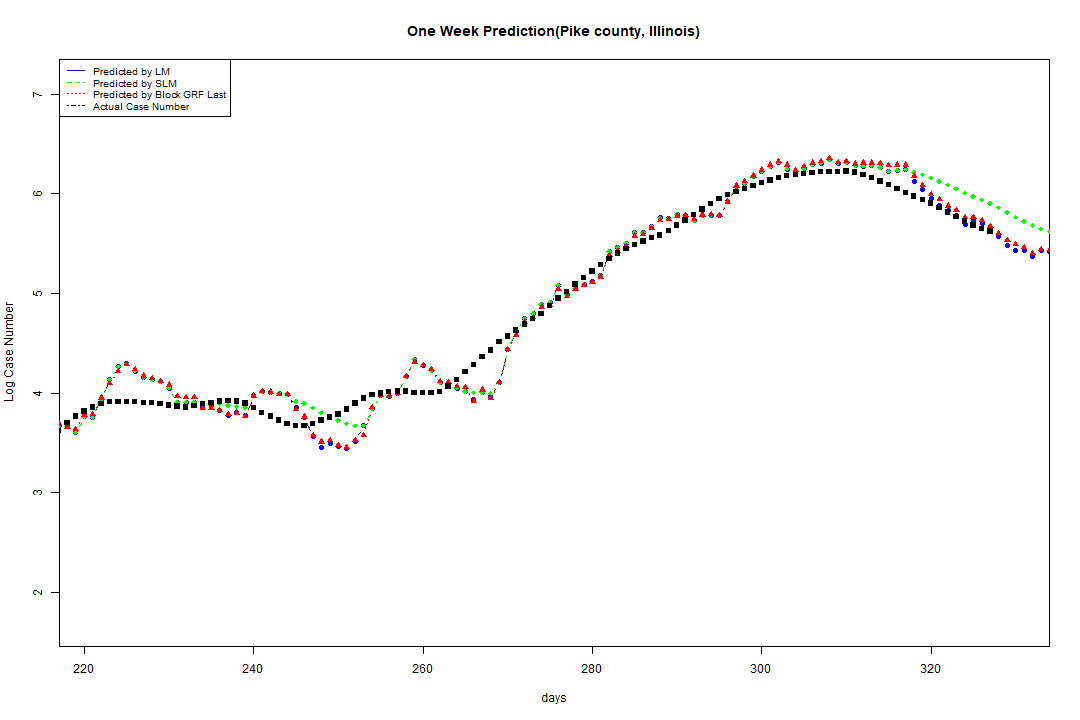 One Week Prediction(Pike county, Illinois)
Predicted by LM
Predicted by SLM
Predicted by Block GRF Last
Actual Case Number
7
6
5
4
3
2
Log Case Number
220 240 260 280 300 320
days